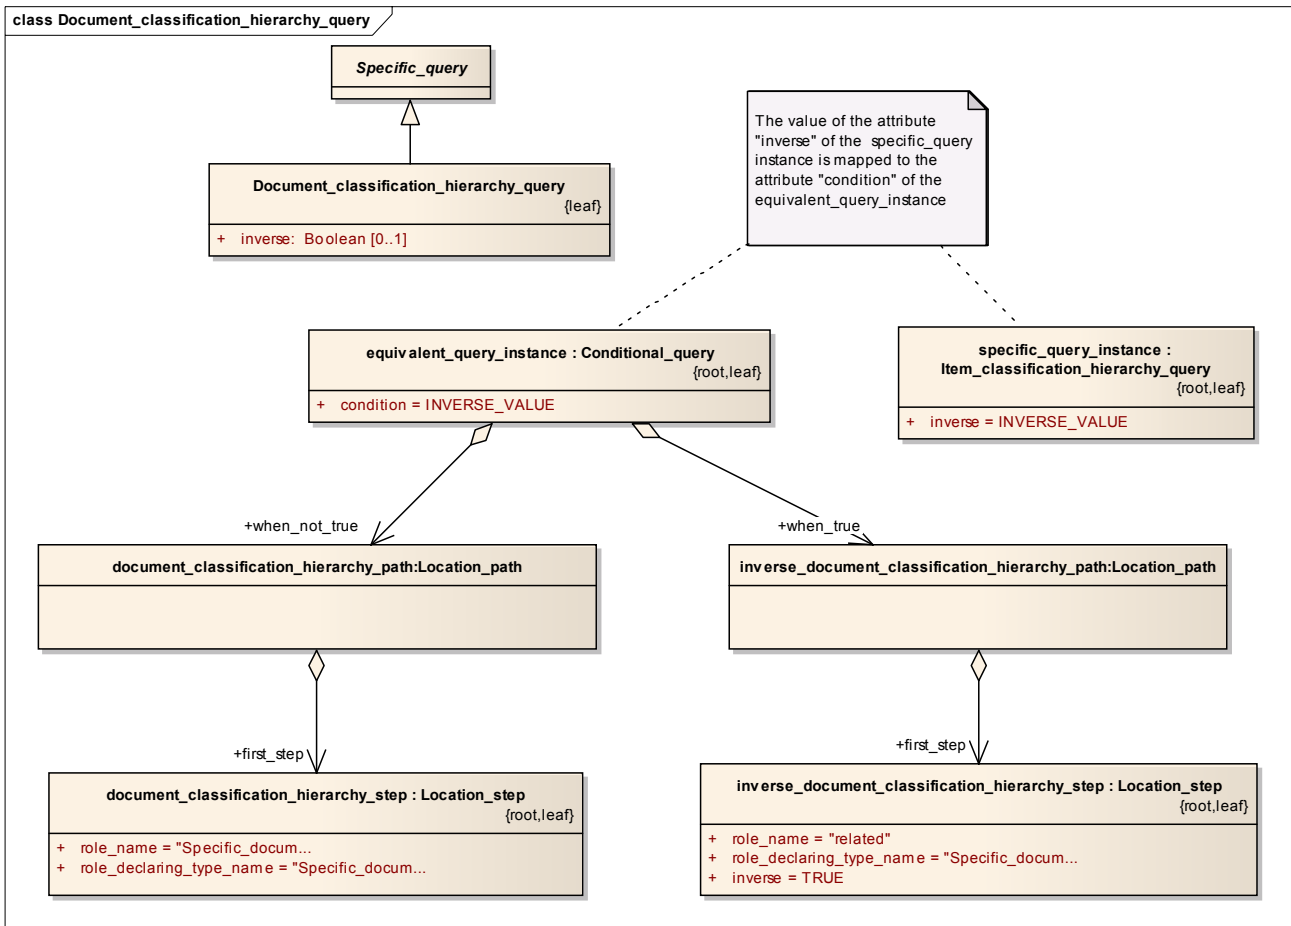 class Document_classification_hierarchy_query
Specific_query
Document_classification_hierarchy_query
{leaf}
+ inverse: Boolean [0..1]
The value of the attribute
"inverse" of the specific_query
instance is mapped to the
attribute "condition" of the
equivalent_query_instance
equivalent_query_instance : Conditional_query
{root,leaf}
+ condition = INVERSE_VALUE
specific_query_instance :
Item_classification_hierarchy_query
{root,leaf}
+ inverse = INVERSE_VALUE
+when_not_true
+when_true
document_classification_hierarchy_path:Location_path
inverse_document_classification_hierarchy_path:Location_path
+first_step
+first_step
document_classification_hierarchy_step : Location_step
{root,leaf}
+ role_name = "Specific_docum...
+ role_declaring_type_name = "Specific_docum...
inverse_document_classification_hierarchy_step : Location_step
{root,leaf}
+ role_name = "related"
+ role_declaring_type_name = "Specific_docum...
+ inverse = TRUE